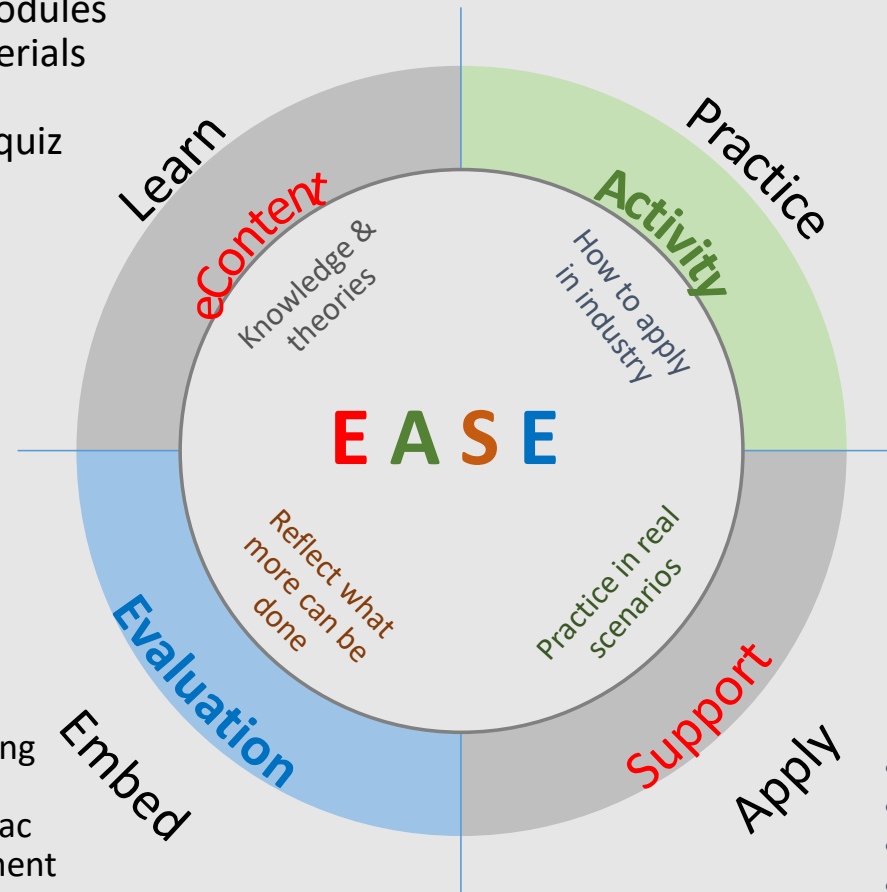 odules
erials
quiz
Learn
eContent
Knowledge &
theories
Practice
Activity
How to apply
in industry
E A S E
Reflect what
more can be
done
Evaluation
Embed
Practice in real
scenarios
Support
Apply
ng
ac
nent